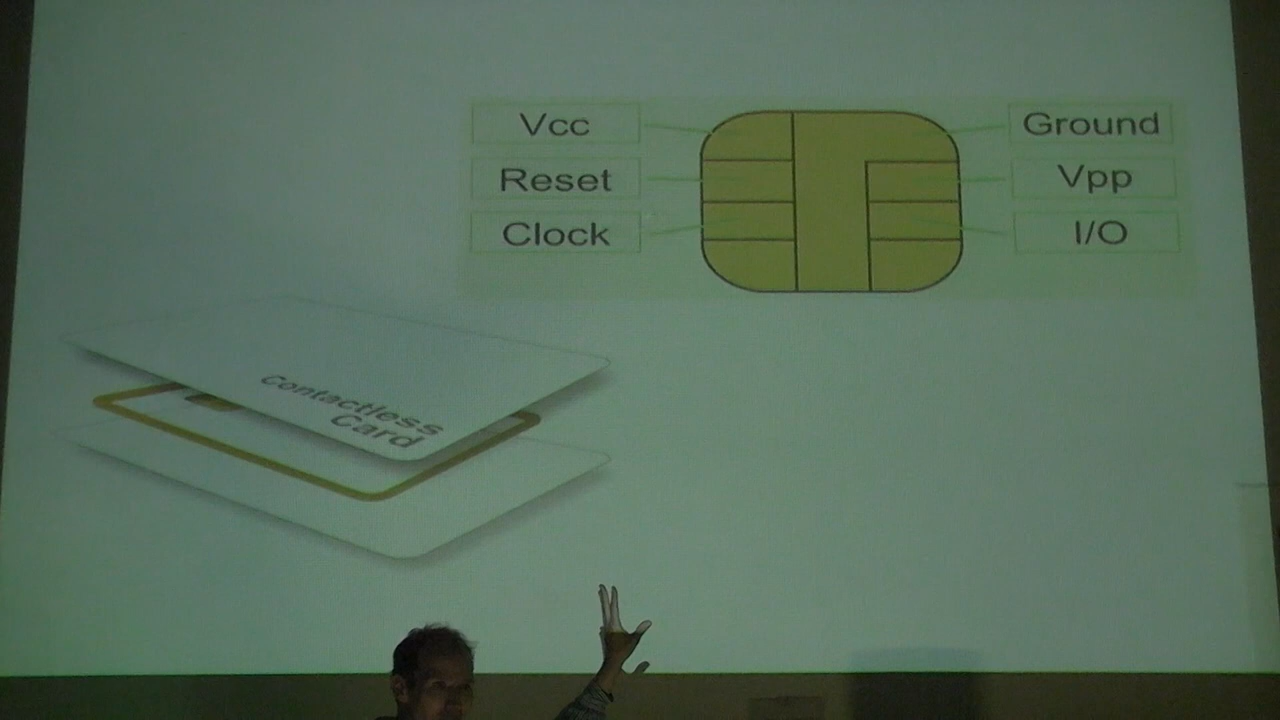 Vcc
Reset
Clock
Ground
Vpp
I/O
Contactless
Card